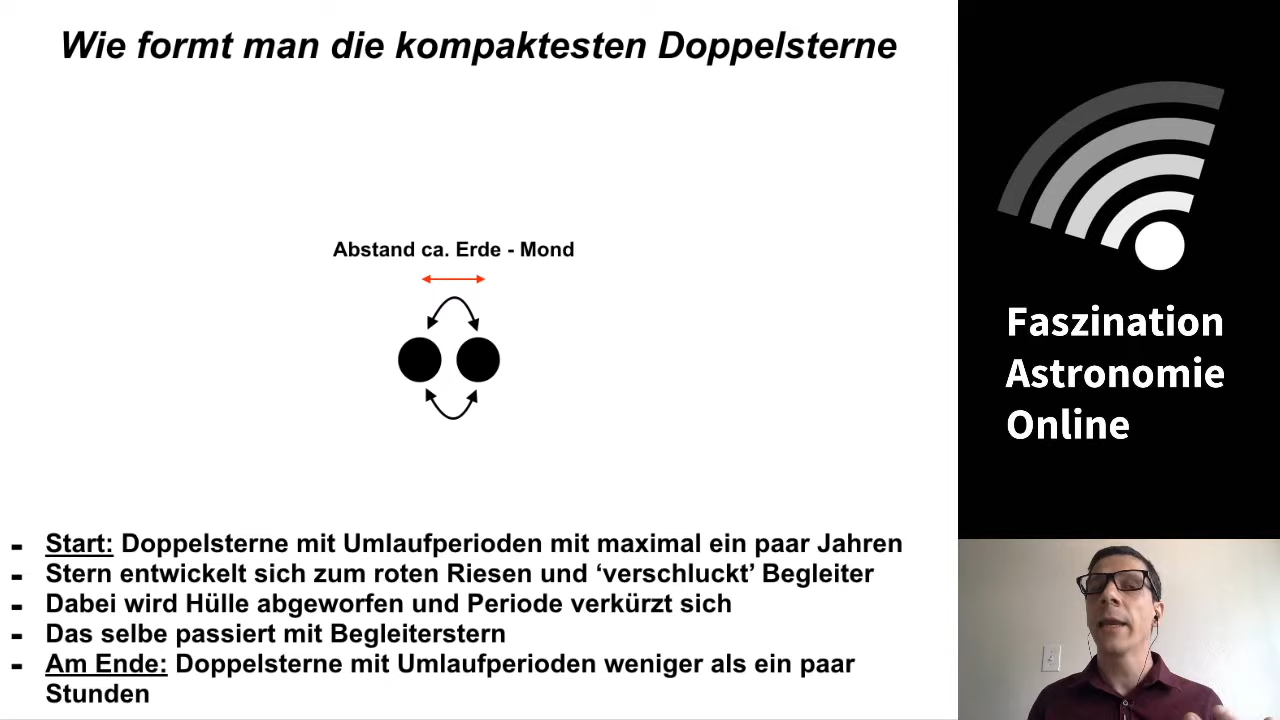 Wie formt man die kompaktesten Doppelsterne
Abstand ca. Erde - Mond
- Start: Doppelsterne mit Umlaufperioden mit maximal ein paar Jahren
- Stern entwickelt sich zum roten Riesen und ‘verschluckt’ Begleiter
- Dabei wird Hülle abgeworfen und Periode verkürzt sich
- Das selbe passiert mit Begleiterstern
- Am Ende: Doppelsterne mit Umlaufperioden weniger als ein paar
Stunden
Faszination
Astronomie
Online